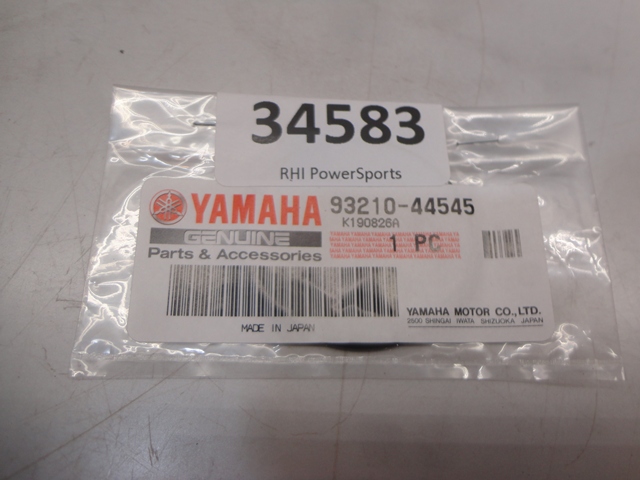 34583
RHI PowerSports
YAMAHA 93210-44545
K190826A
GENUINE
1 PC
Parts & Accessories
YAMAHA MOTOR CO.,LTD.
2500 SHINGAI IWATA SHIZUOKA JAPAN
MADE IN JAPAN